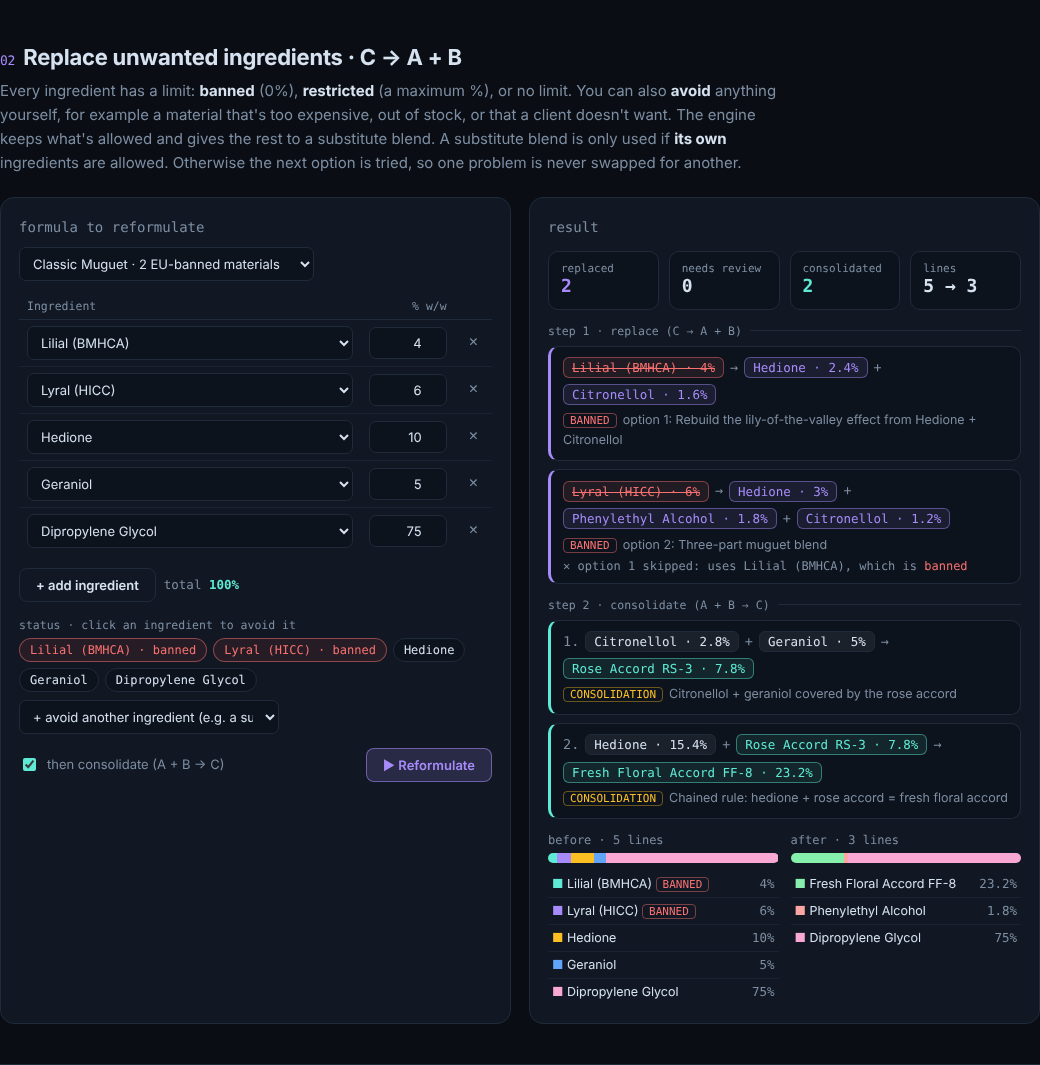 02 Replace unwanted ingredients · C → A + B
Every ingredient has a limit: banned (0%), restricted (a maximum %), or no limit. You can also avoid anything
yourself, for example a material that's too expensive, out of stock, or that a client doesn't want. The engine
keeps what's allowed and gives the rest to a substitute blend. A substitute blend is only used if its own
ingredients are allowed. Otherwise the next option is tried, so one problem is never swapped for another.
formula to reformulate
Classic Muguet · 2 EU-banned materials
Ingredient % w/w
Lilial (BMHCA) 4 ×
Lyral (HICC) 6 ×
Hedione 10 ×
Geraniol 5 ×
Dipropylene Glycol 75 ×
+ add ingredient total 100%
status · click an ingredient to avoid it
Lilial (BMHCA) · banned Lyral (HICC) · banned Hedione
Geraniol Dipropylene Glycol
+ avoid another ingredient (e.g. a su
then consolidate (A + B → C) ▶ Reformulate
result
replaced needs review consolidated lines
2 0 2 5 → 3
step 1 · replace (C → A + B)
Lilial (BMHCA) · 4% → Hedione · 2.4% +
Citronellol · 1.6%
BANNED option 1: Rebuild the lily-of-the-valley effect from Hedione +
Citronellol
Lyral (HICC) · 6% → Hedione · 3% +
Phenylethyl Alcohol · 1.8% + Citronellol · 1.2%
BANNED option 2: Three-part muguet blend
× option 1 skipped: uses Lilial (BMHCA), which is banned
step 2 · consolidate (A + B → C)
1. Citronellol · 2.8% + Geraniol · 5% →
Rose Accord RS-3 · 7.8%
CONSOLIDATION Citronellol + geraniol covered by the rose accord
2. Hedione · 15.4% + Rose Accord RS-3 · 7.8% →
Fresh Floral Accord FF-8 · 23.2%
CONSOLIDATION Chained rule: hedione + rose accord = fresh floral accord
before · 5 lines
Lilial (BMHCA) BANNED 4%
Lyral (HICC) BANNED 6%
Hedione 10%
Geraniol 5%
Dipropylene Glycol 75%
after · 3 lines
Fresh Floral Accord FF-8 23.2%
Phenylethyl Alcohol 1.8%
Dipropylene Glycol 75%